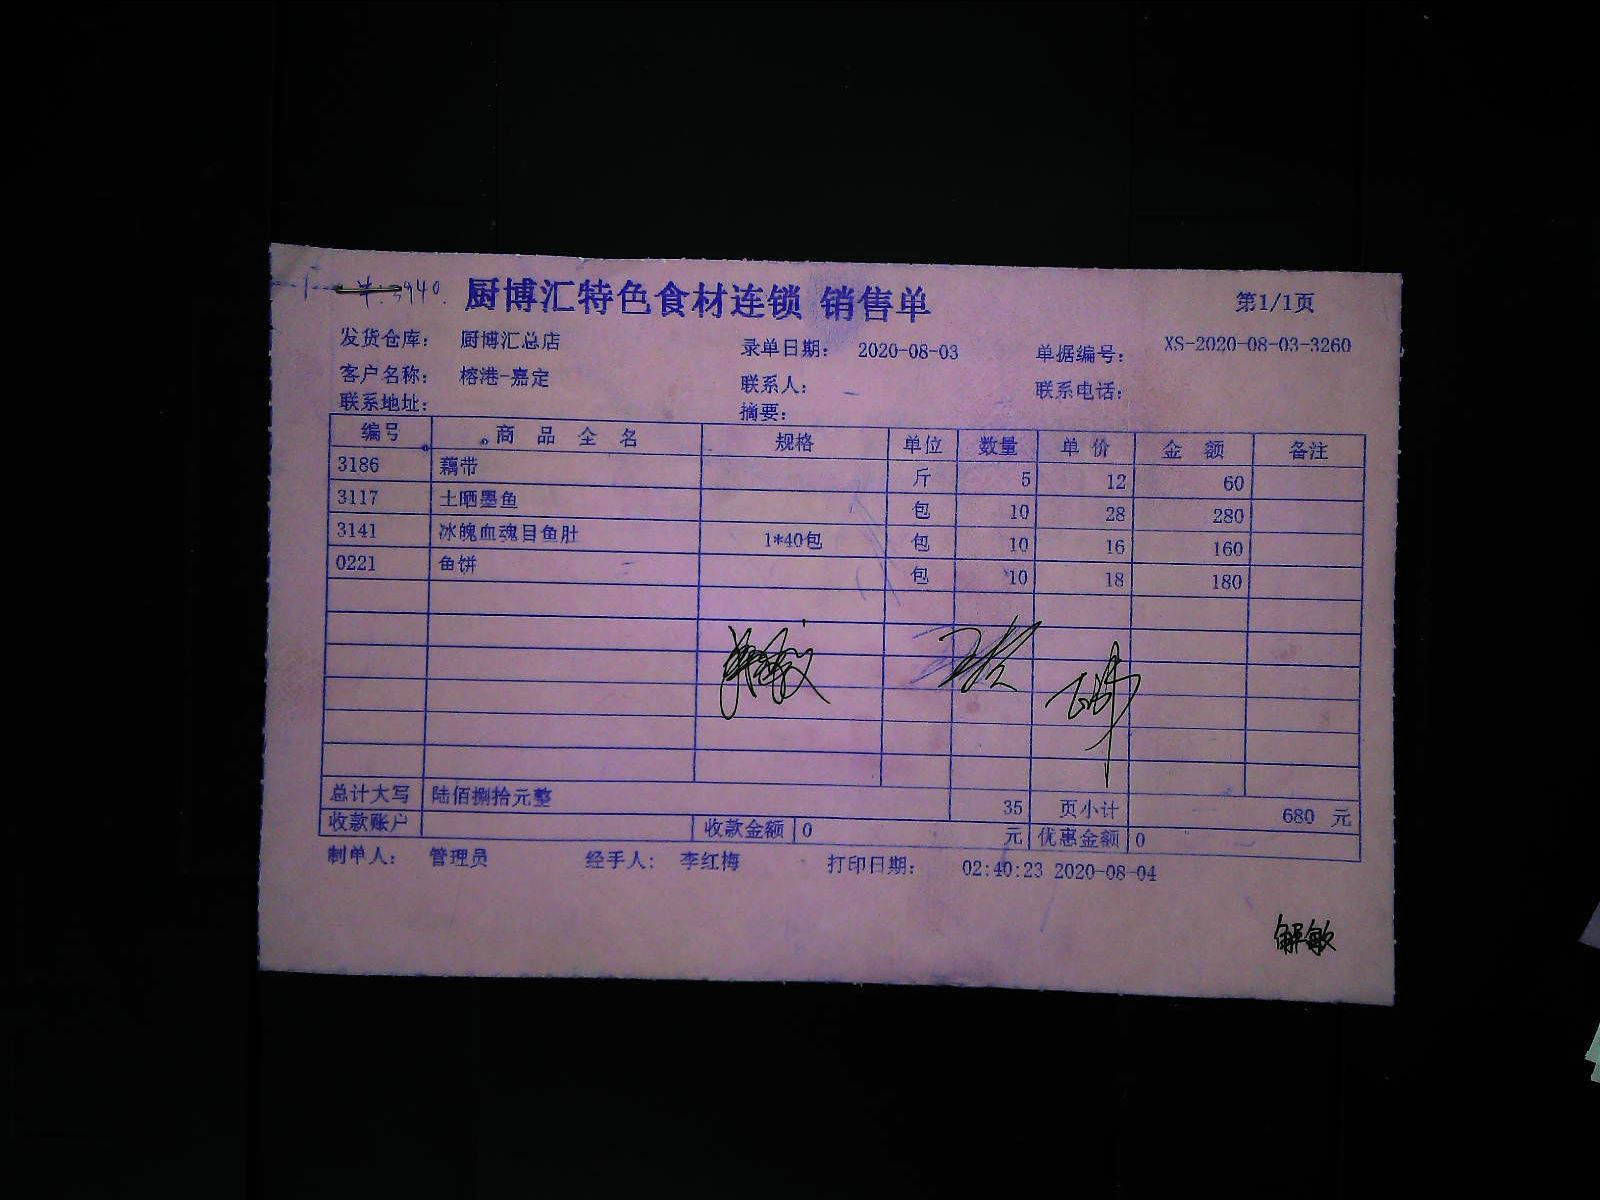 厨博汇特色食材连锁 销售单 第1/1页
发货仓库: 厨博汇总店 录单日期: 2020-08-03 单据编号: XS-2020-08-03-3260
客户名称: 榕港-嘉定 联系人: 联系电话:
联系地址: 摘要:
编号 商品全名 规格 单位 数量 单价 金额 备注
3186 藕带 斤 5 12 60
3117 土晒墨鱼 包 10 28 280
3141 冰魄血魂目鱼肚 1*40包 包 10 16 160
0221 鱼饼 包 10 18 180
总计大写 陆佰捌拾元整 35 页小计 680 元
收款账户 收款金额 0 元 优惠金额 0
制单人: 管理员 经手人: 李红梅 打印日期: 02:40:23 2020-08-04
解敏